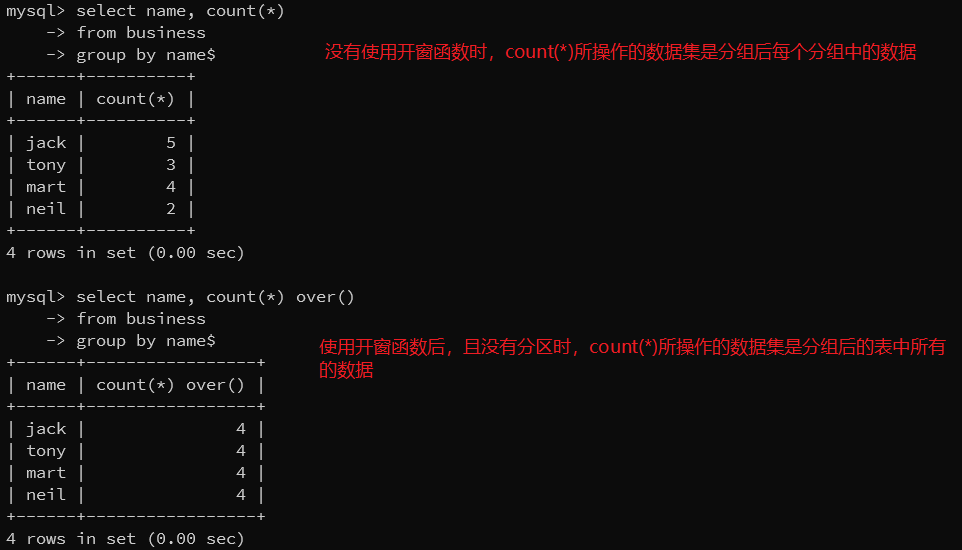 mysql> select name, count(*)
    -> from business
    -> group by name$
没有使用开窗函数时，count(*)所操作的数据集是分组后每个分组中的数据
+------+----------+
| name | count(*) |
+------+----------+
| jack |        5 |
| tony |        3 |
| mart |        4 |
| neil |        2 |
+------+----------+
4 rows in set (0.00 sec)

mysql> select name, count(*) over()
    -> from business
    -> group by name$
使用开窗函数后，且没有分区时，count(*)所操作的数据集是分组后的表中所有
的数据
+------+-----------------+
| name | count(*) over() |
+------+-----------------+
| jack |               4 |
| tony |               4 |
| mart |               4 |
| neil |               4 |
+------+-----------------+
4 rows in set (0.00 sec)